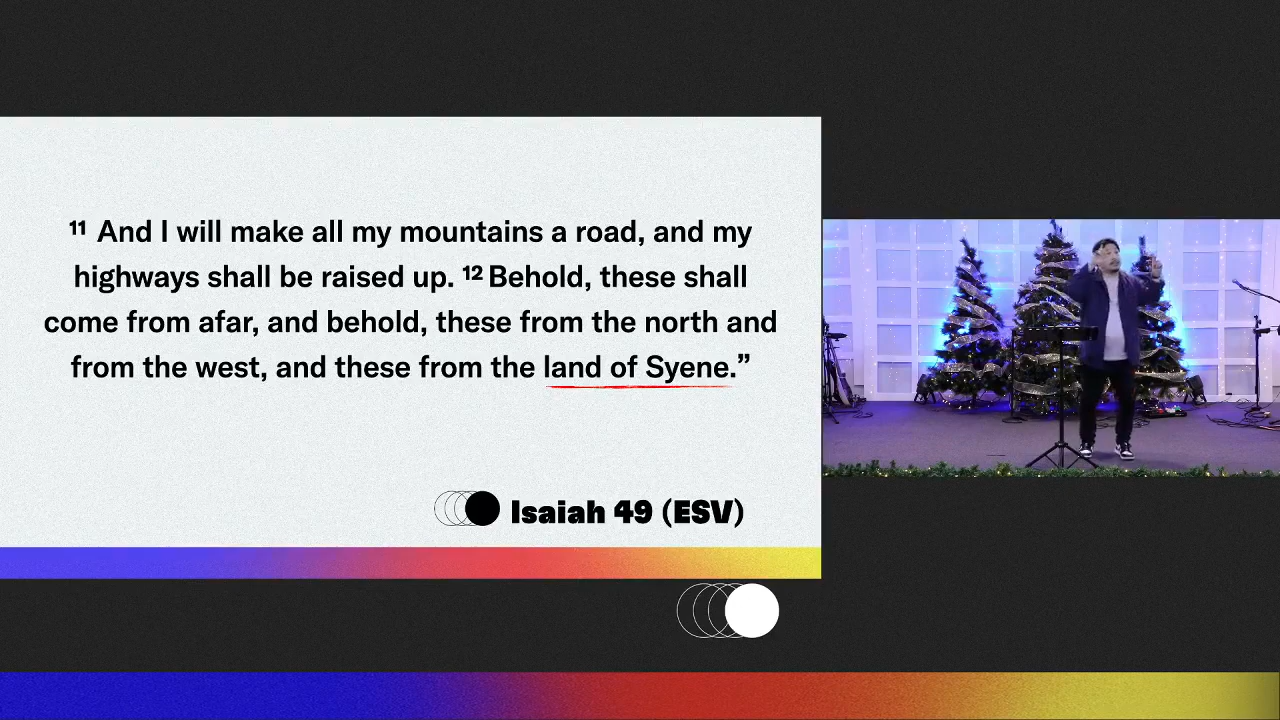 ¹¹ And I will make all my mountains a road, and my
highways shall be raised up. ¹² Behold, these shall
come from afar, and behold, these from the north and
from the west, and these from the land of Syene.”
Isaiah 49 (ESV)